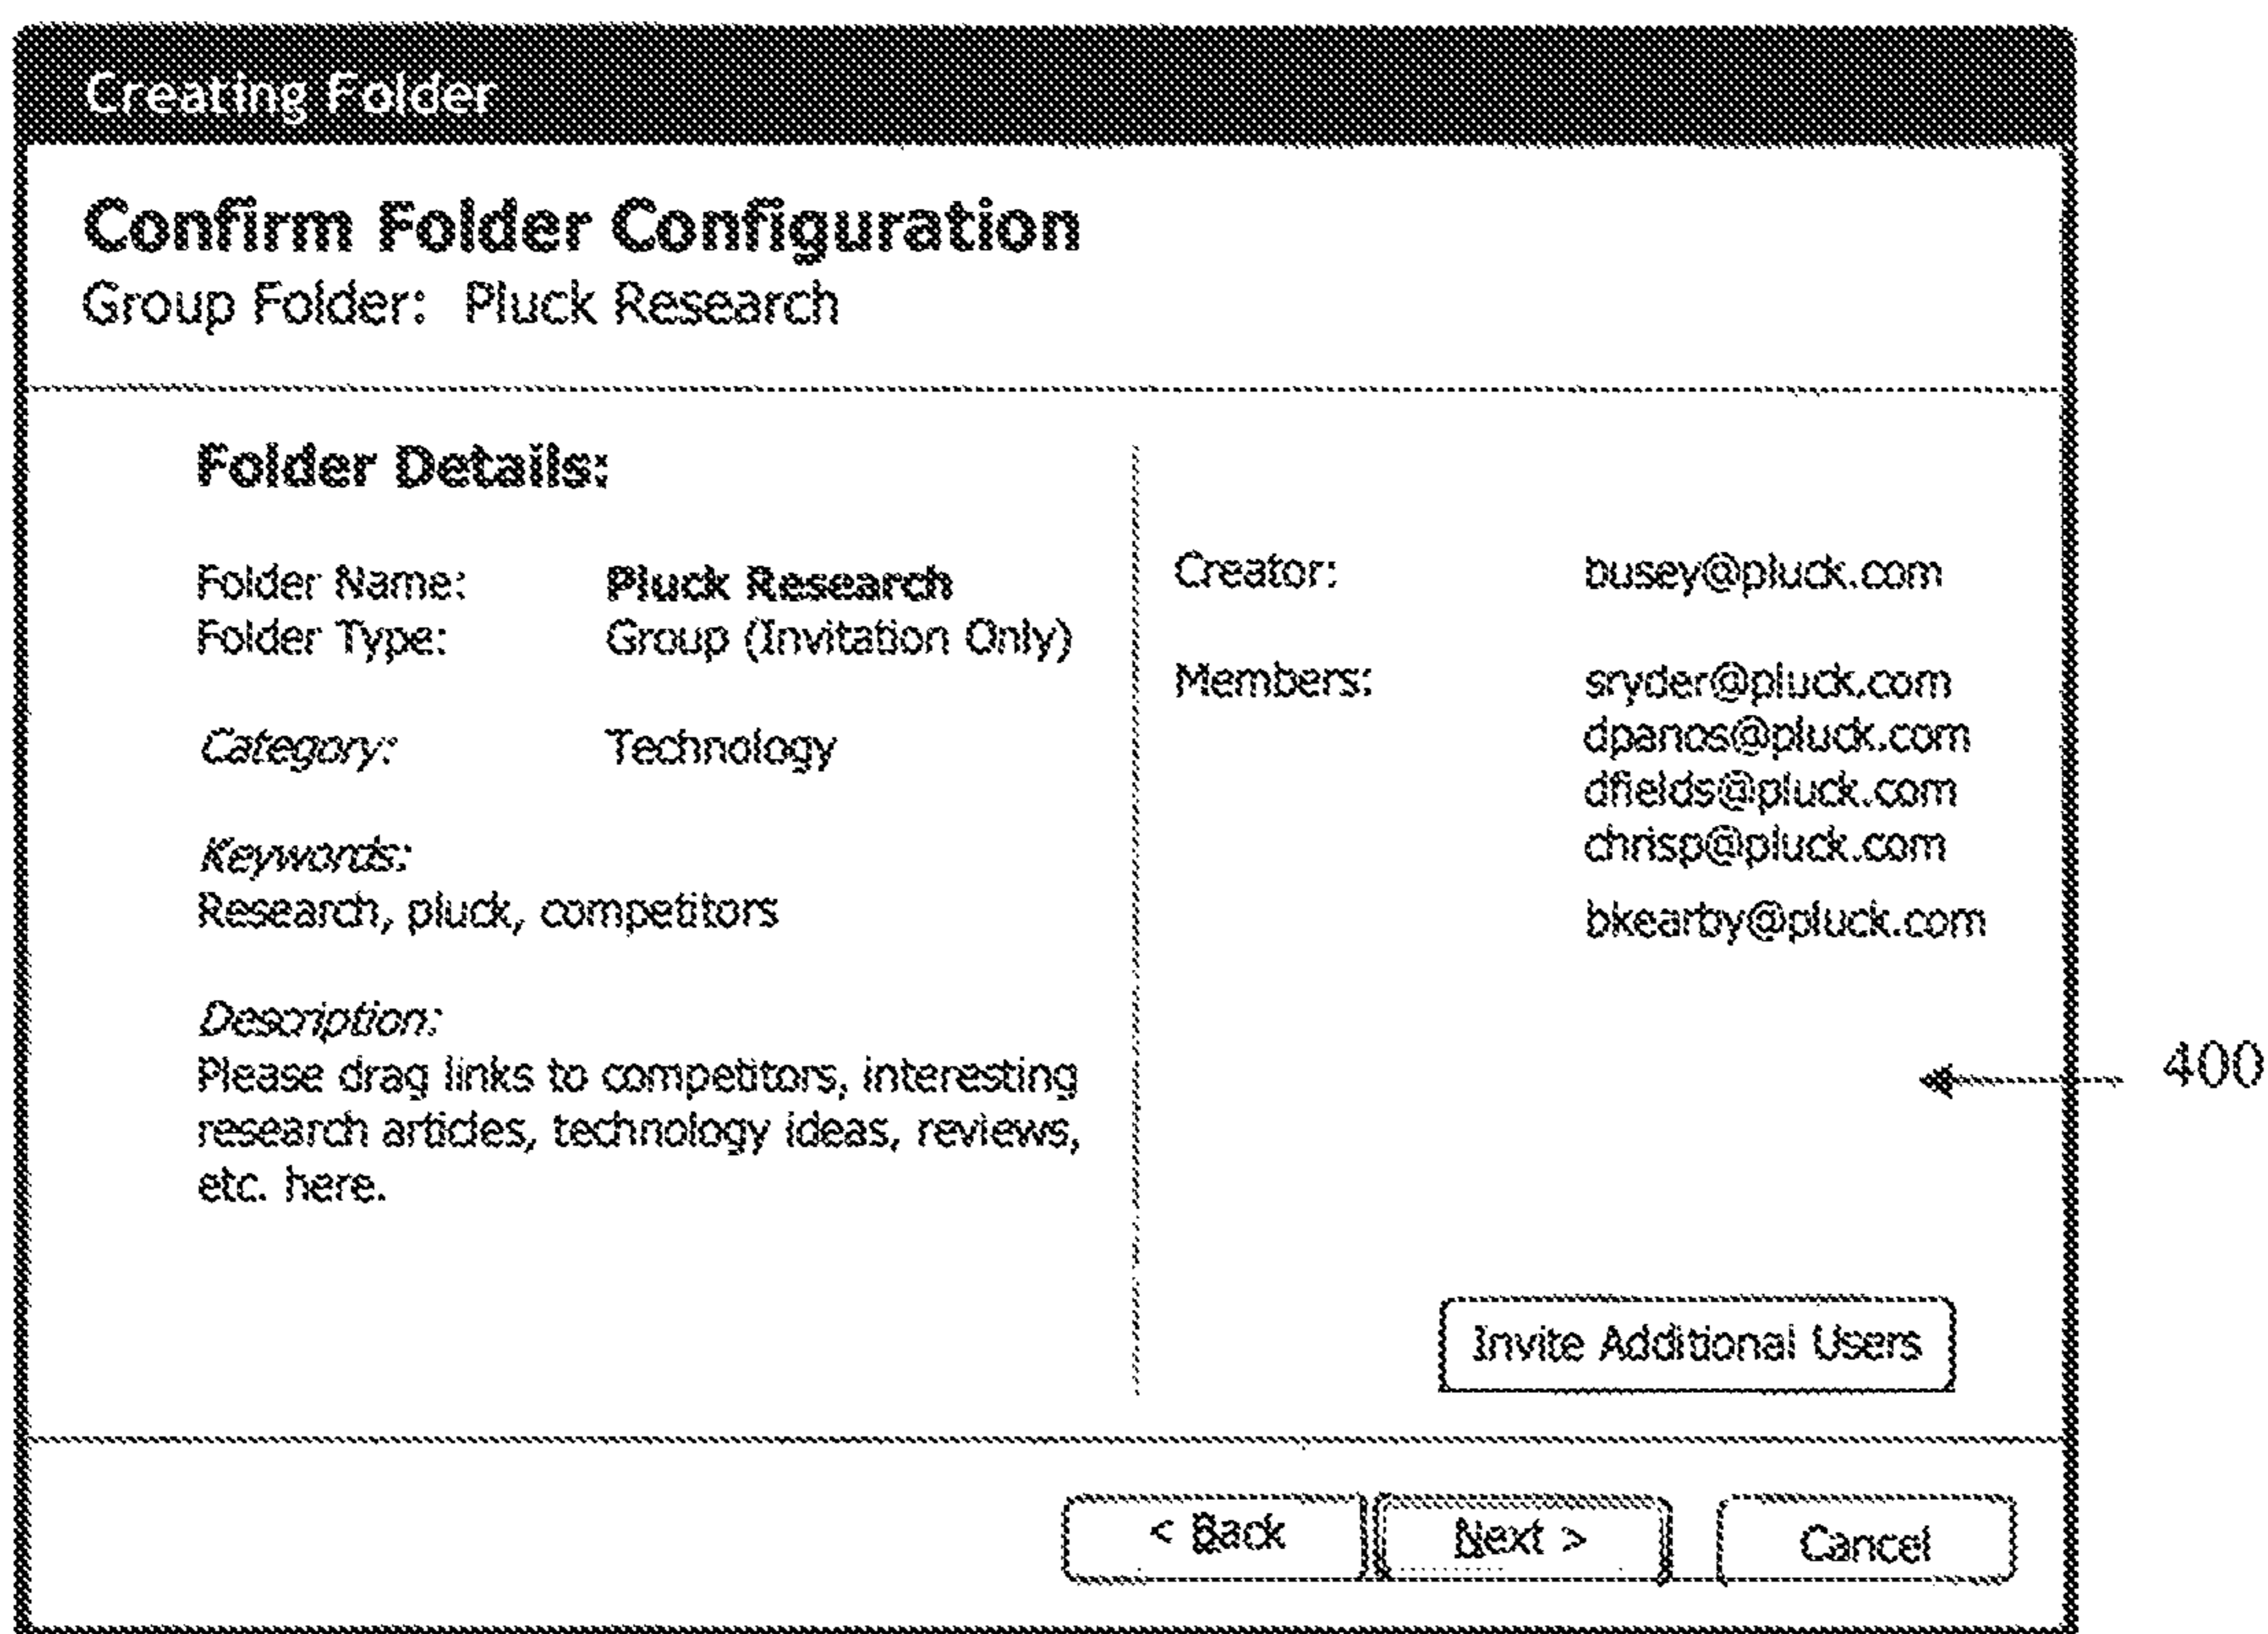 Creating Folder
Confirm Folder Configuration
Group Folder: Pluck Research
Folder Details:
Folder Name: Pluck Research
Folder Type: Group (Invitation Only)
Category: Technology
Keywords:
Research, pluck, competitors
Description:
Please drag links to competitors, interesting
research articles, technology ideas, reviews,
etc. here.
Creator: busey@pluck.com
Members: sryder@pluck.com
dpanos@pluck.com
dfields@pluck.com
chrisp@pluck.com
bkearby@pluck.com
400
Invite Additional Users
< Back Next > Cancel